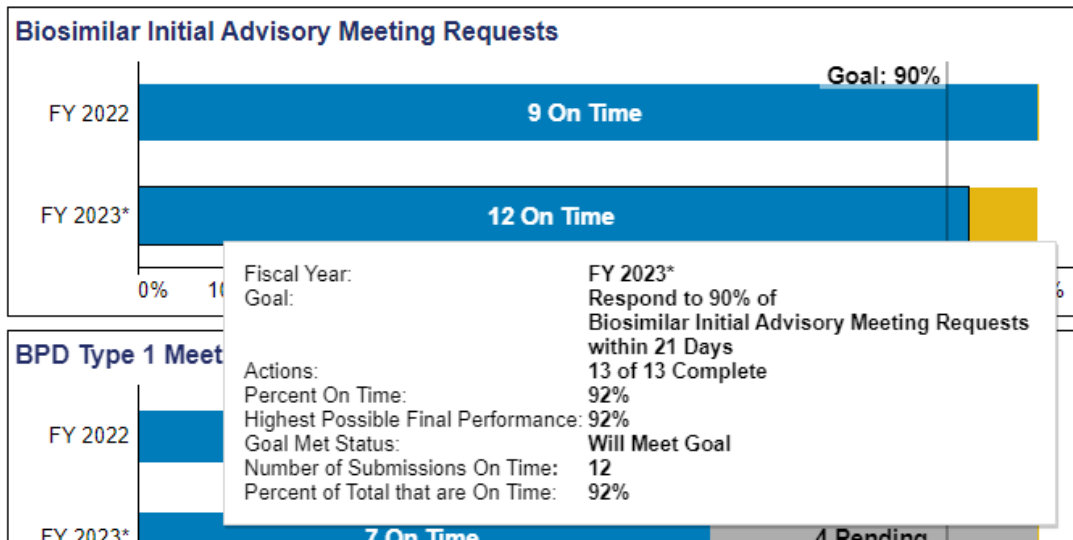 Biosimilar Initial Advisory Meeting Requests
Goal: 90%
FY 2022
9 On Time
FY 2023*
12 On Time
0%
%
Fiscal Year: FY 2023*
Goal: Respond to 90% of
Biosimilar Initial Advisory Meeting Requests
within 21 Days
Actions: 13 of 13 Complete
Percent On Time: 92%
Highest Possible Final Performance: 92%
Goal Met Status: Will Meet Goal
Number of Submissions On Time: 12
Percent of Total that are On Time: 92%
BPD Type 1 Meet
FY 2022
FY 2023*
7 On Time
4 Pending